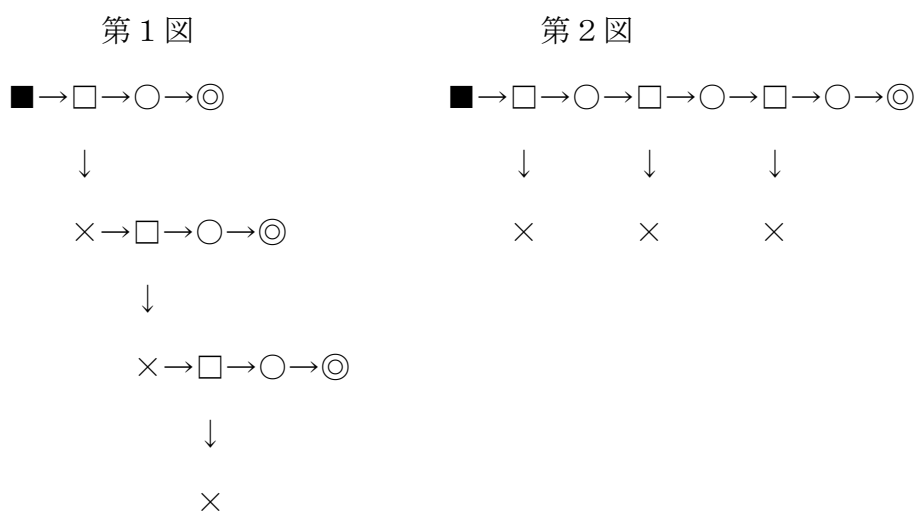 第１図
■→□→○→◎
↓
×→□→○→◎
↓
×→□→○→◎
↓
×
第２図
■→□→○→□→○→□→○→◎
↓ ↓ ↓
× × ×